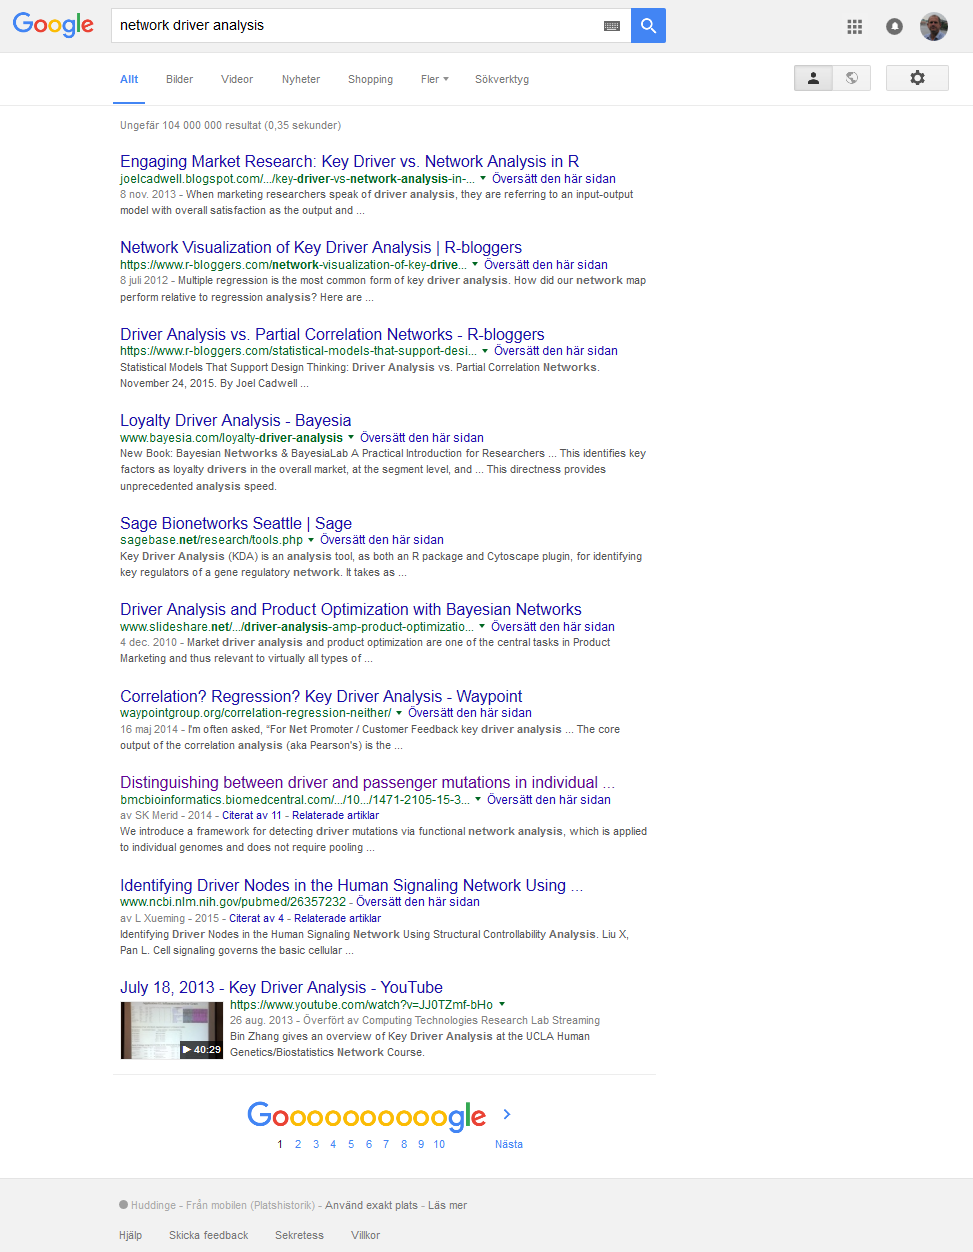 Google
network driver analysis
Allt Bilder Videor Nyheter Shopping Fler Sökverktyg
Ungefär 104 000 000 resultat (0,35 sekunder)
Engaging Market Research: Key Driver vs. Network Analysis in R
joelcadwell.blogspot.com/.../key-driver-vs-network-analysis-in-... Översätt den här sidan
8 nov. 2013 - When marketing researchers speak of driver analysis, they are referring to an input-output
model with overall satisfaction as the output and ...
Network Visualization of Key Driver Analysis | R-bloggers
https://www.r-bloggers.com/network-visualization-of-key-drive... Översätt den här sidan
8 juli 2012 - Multiple regression is the most common form of key driver analysis. How did our network map
perform relative to regression analysis? Here are ...
Driver Analysis vs. Partial Correlation Networks - R-bloggers
https://www.r-bloggers.com/statistical-models-that-support-desi... Översätt den här sidan
Statistical Models That Support Design Thinking: Driver Analysis vs. Partial Correlation Networks.
November 24, 2015. By Joel Cadwell ...
Loyalty Driver Analysis - Bayesia
www.bayesia.com/loyalty-driver-analysis Översätt den här sidan
New Book: Bayesian Networks & BayesiaLab A Practical Introduction for Researchers ... This identifies key
factors as loyalty drivers in the overall market, at the segment level, and ... This directness provides
unprecedented analysis speed.
Sage Bionetworks Seattle | Sage
sagebase.net/research/tools.php Översätt den här sidan
Key Driver Analysis (KDA) is an analysis tool, as both an R package and Cytoscape plugin, for identifying
key regulators of a gene regulatory network. It takes as ...
Driver Analysis and Product Optimization with Bayesian Networks
www.slideshare.net/.../driver-analysis-amp-product-optimizatio... Översätt den här sidan
4 dec. 2010 - Market driver analysis and product optimization are one of the central tasks in Product
Marketing and thus relevant to virtually all types of ...
Correlation? Regression? Key Driver Analysis - Waypoint
waypointgroup.org/correlation-regression-neither/ Översätt den här sidan
16 maj 2014 - I'm often asked, “For Net Promoter / Customer Feedback key driver analysis ... The core
output of the correlation analysis (aka Pearson's) is the ...
Distinguishing between driver and passenger mutations in individual ...
bmcbioinformatics.biomedcentral.com/.../10.../1471-2105-15-3... Översätt den här sidan
av SK Merid - 2014 - Citerat av 11 - Relaterade artiklar
We introduce a framework for detecting driver mutations via functional network analysis, which is applied
to individual genomes and does not require pooling ...
Identifying Driver Nodes in the Human Signaling Network Using ...
www.ncbi.nlm.nih.gov/pubmed/26357232 - Översätt den här sidan
av L Xueming - 2015 - Citerat av 4 - Relaterade artiklar
Identifying Driver Nodes in the Human Signaling Network Using Structural Controllability Analysis. Liu X,
Pan L. Cell signaling governs the basic cellular ...
July 18, 2013 - Key Driver Analysis - YouTube
https://www.youtube.com/watch?v=JJ0TZmf-bHo
26 aug. 2013 - Överfört av Computing Technologies Research Lab Streaming
Bin Zhang gives an overview of Key Driver Analysis at the UCLA Human
Genetics/Biostatistics Network Course.
40:29
Goooooooooogle
1 2 3 4 5 6 7 8 9 10 Nästa
Huddinge - Från mobilen (Platshistorik) - Använd exakt plats - Läs mer
Hjälp Skicka feedback Sekretess Villkor